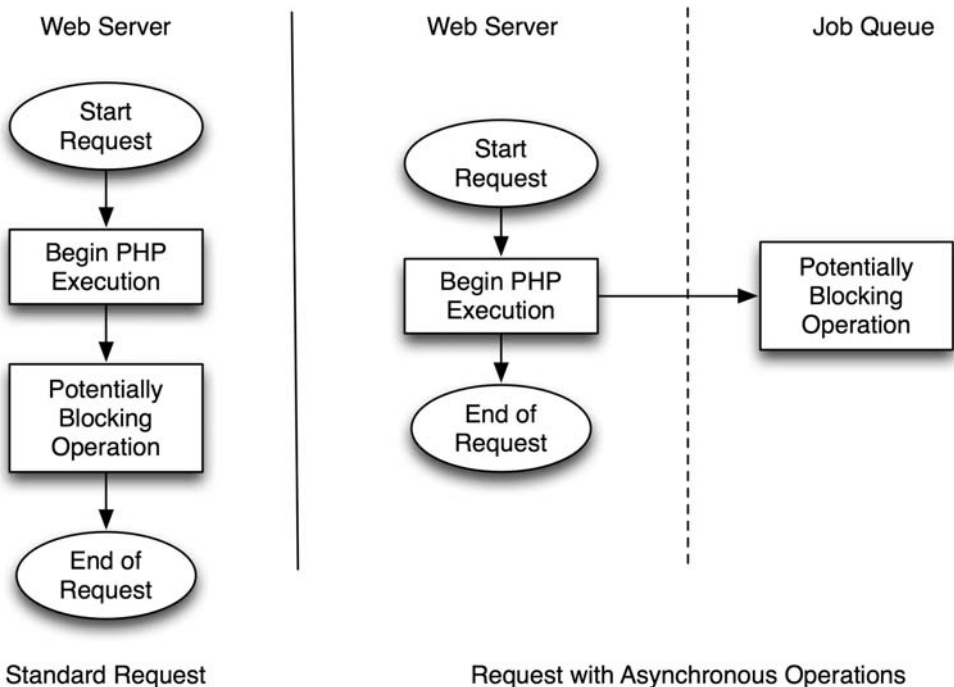 Web Server
Start
Request
Begin PHP
Execution
Potentially
Blocking
Operation
End of
Request
Standard Request
Web Server
Start
Request
Begin PHP
Execution
End of
Request
Job Queue
Potentially
Blocking
Operation
Request with Asynchronous Operations